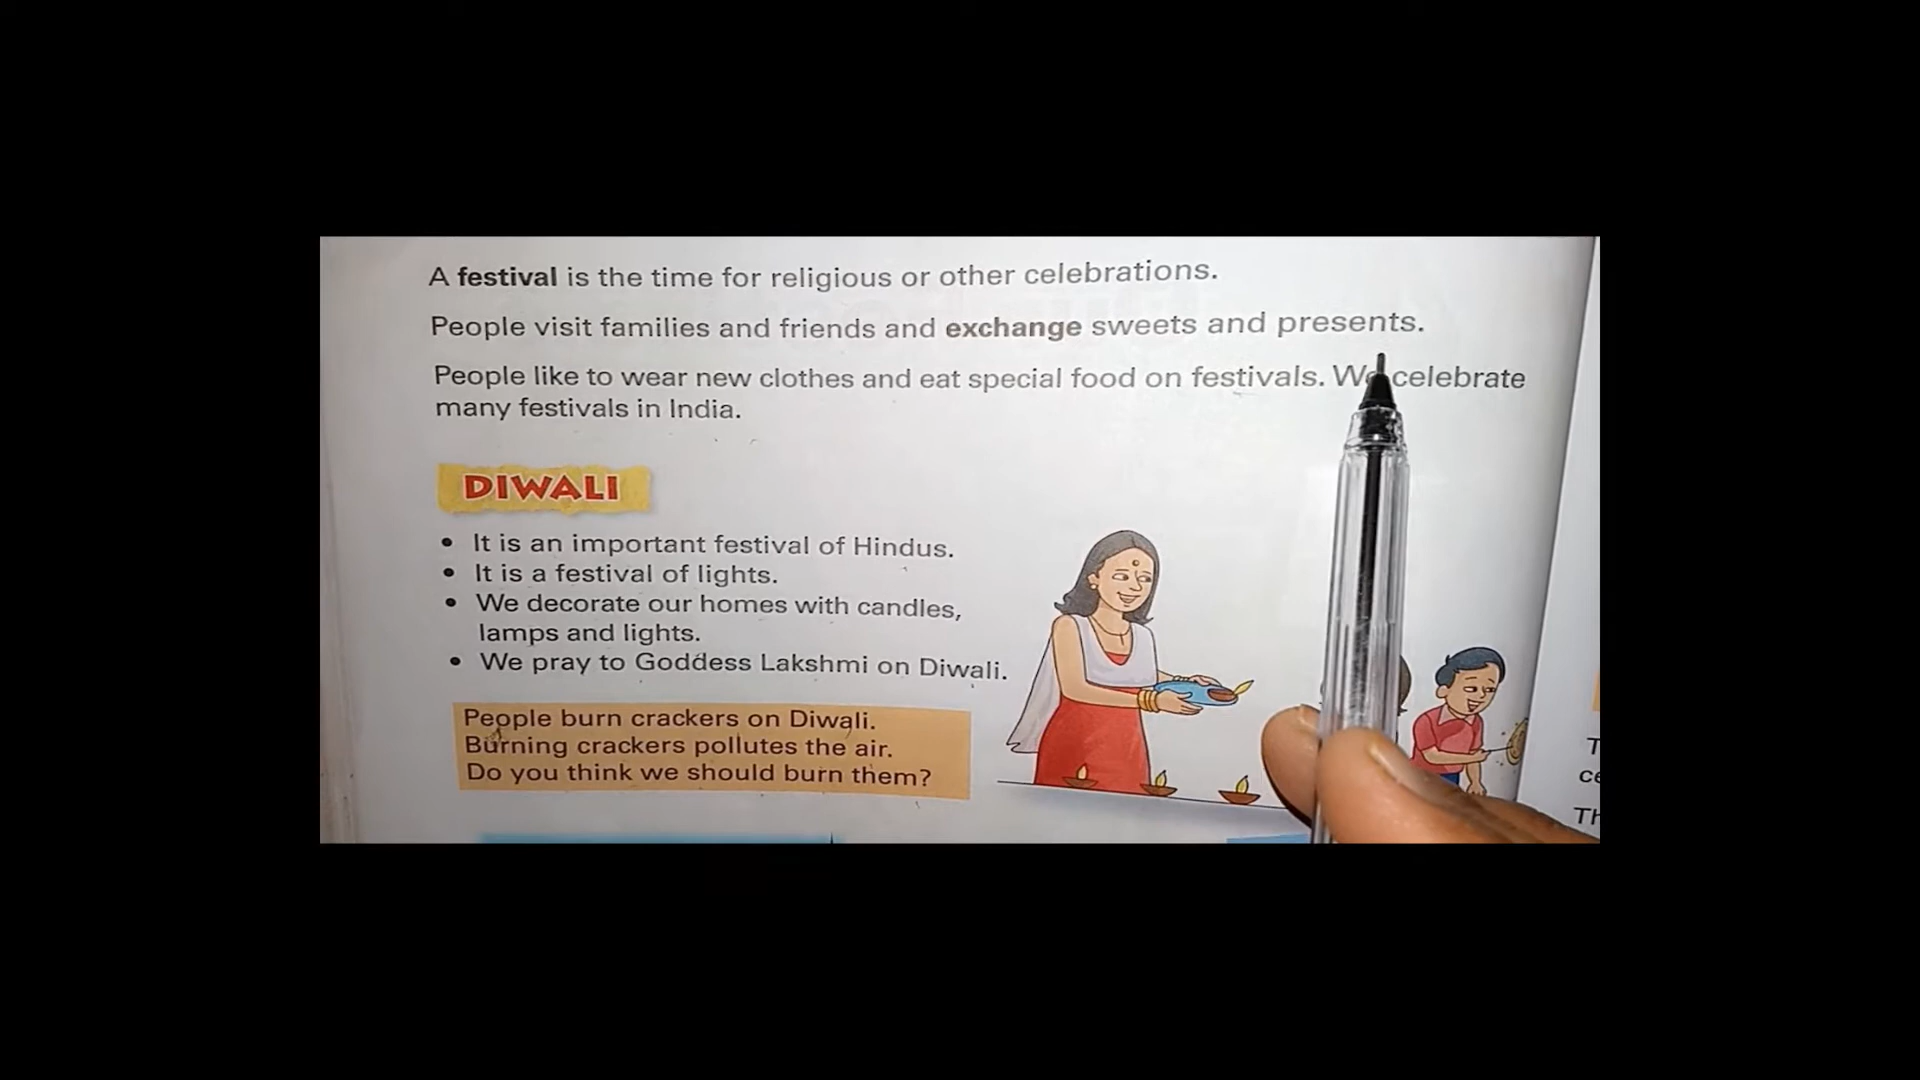 A festival is the time for religious or other celebrations.
People visit families and friends and exchange sweets and presents.
People like to wear new clothes and eat special food on festivals. We celebrate
many festivals in India.
DIWALI
• It is an important festival of Hindus.
• It is a festival of lights.
• We decorate our homes with candles,
lamps and lights.
• We pray to Goddess Lakshmi on Diwali.
People burn crackers on Diwali.
Burning crackers pollutes the air.
Do you think we should burn them?